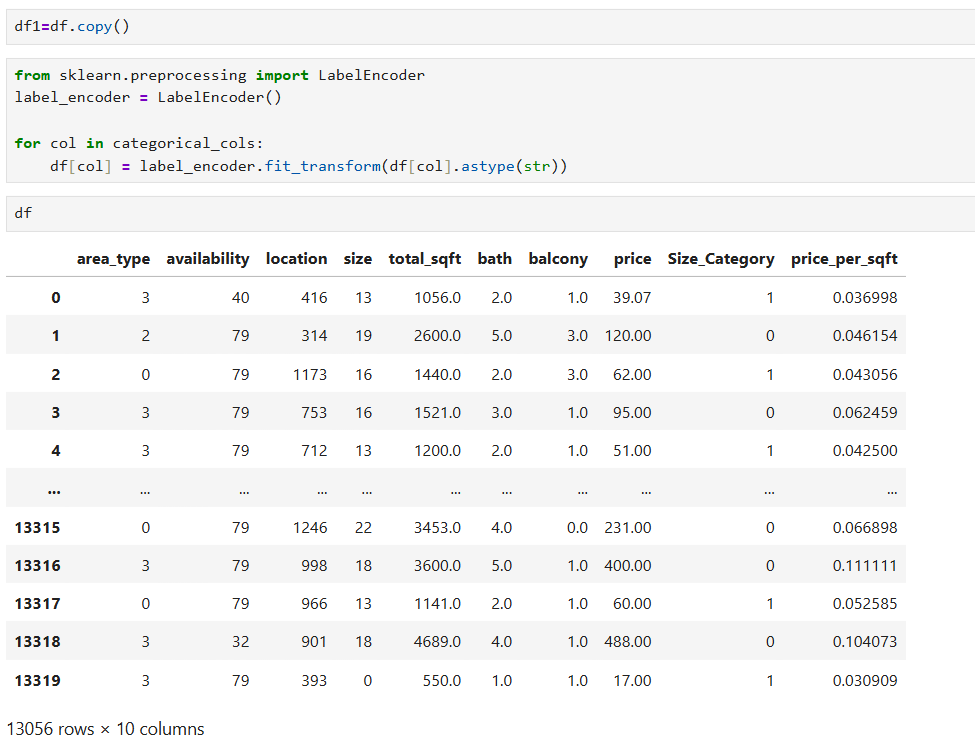 df1=df.copy()
from sklearn.preprocessing import LabelEncoder
label_encoder = LabelEncoder()
for col in categorical_cols:
    df[col] = label_encoder.fit_transform(df[col].astype(str))
df
area_type availability location size total_sqft bath balcony price Size_Category price_per_sqft
0 3 40 416 13 1056.0 2.0 1.0 39.07 1 0.036998
1 2 79 314 19 2600.0 5.0 3.0 120.00 0 0.046154
2 0 79 1173 16 1440.0 2.0 3.0 62.00 1 0.043056
3 3 79 753 16 1521.0 3.0 1.0 95.00 0 0.062459
4 3 79 712 13 1200.0 2.0 1.0 51.00 1 0.042500
... ... ... ... ... ... ... ... ... ... ...
13315 0 79 1246 22 3453.0 4.0 0.0 231.00 0 0.066898
13316 3 79 998 18 3600.0 5.0 1.0 400.00 0 0.111111
13317 0 79 966 13 1141.0 2.0 1.0 60.00 1 0.052585
13318 3 32 901 18 4689.0 4.0 1.0 488.00 0 0.104073
13319 3 79 393 0 550.0 1.0 1.0 17.00 1 0.030909
13056 rows × 10 columns